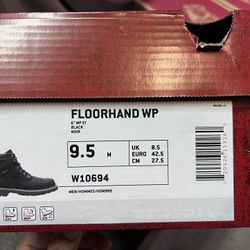 FLOORHAND WP
6" WP ST
BLACK
NOIR
9.5 M
UK 8.5
EURO 42.5
CM 27.5
W10694
MEN/HOMMES/HOMBRE